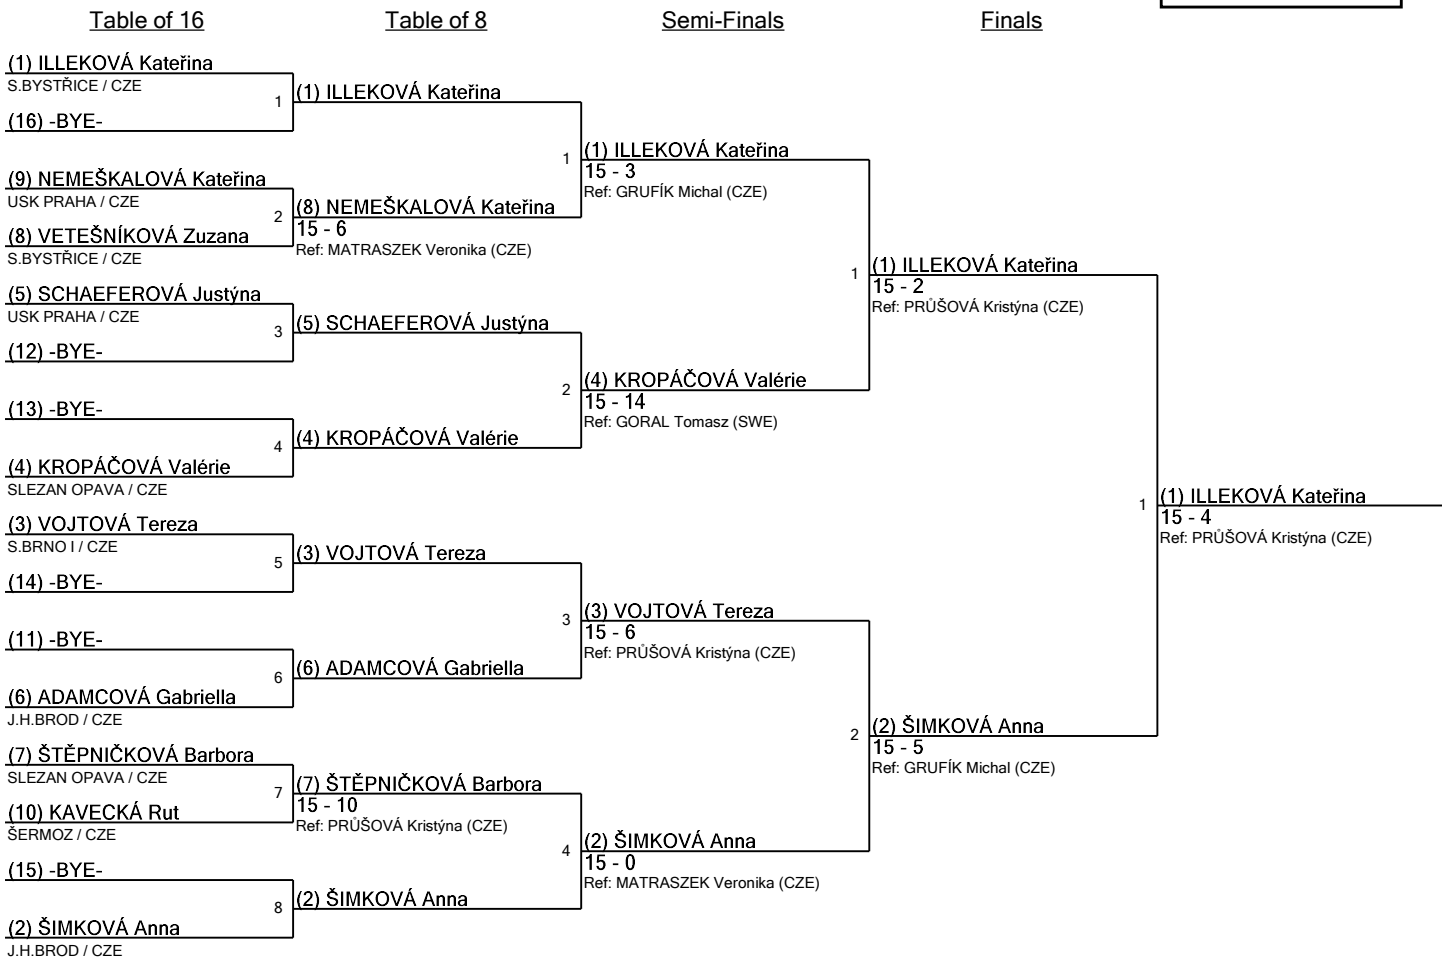 Table of 16
Table of 8
Semi-Finals
Finals
(1) ILLEKOVÁ Kateřina
S.BYSTŘICE / CZE
1
(16) -BYE-
(9) NEMEŠKALOVÁ Kateřina
USK PRAHA / CZE
2
(8) VETEŠNÍKOVÁ Zuzana
S.BYSTŘICE / CZE
(5) SCHAEFEROVÁ Justýna
USK PRAHA / CZE
3
(12) -BYE-
(13) -BYE-
4
(4) KROPÁČOVÁ Valérie
SLEZAN OPAVA / CZE
(3) VOJTOVÁ Tereza
S.BRNO I / CZE
5
(14) -BYE-
(11) -BYE-
6
(6) ADAMCOVÁ Gabriella
J.H.BROD / CZE
(7) ŠTĚPNIČKOVÁ Barbora
SLEZAN OPAVA / CZE
7
(10) KAVECKÁ Rut
ŠERMOZ / CZE
(15) -BYE-
8
(2) ŠIMKOVÁ Anna
J.H.BROD / CZE
(1) ILLEKOVÁ Kateřina
1
(8) NEMEŠKALOVÁ Kateřina
15 - 6
Ref: MATRASZEK Veronika (CZE)
(5) SCHAEFEROVÁ Justýna
2
(4) KROPÁČOVÁ Valérie
(3) VOJTOVÁ Tereza
3
(6) ADAMCOVÁ Gabriella
(7) ŠTĚPNIČKOVÁ Barbora
15 - 10
Ref: PRŮŠOVÁ Kristýna (CZE)
4
(2) ŠIMKOVÁ Anna
(1) ILLEKOVÁ Kateřina
15 - 3
Ref: GRUFÍK Michal (CZE)
1
(4) KROPÁČOVÁ Valérie
15 - 14
Ref: GORAL Tomasz (SWE)
(3) VOJTOVÁ Tereza
15 - 6
Ref: PRŮŠOVÁ Kristýna (CZE)
2
(2) ŠIMKOVÁ Anna
15 - 0
Ref: MATRASZEK Veronika (CZE)
(1) ILLEKOVÁ Kateřina
15 - 2
Ref: PRŮŠOVÁ Kristýna (CZE)
1
(2) ŠIMKOVÁ Anna
15 - 5
Ref: GRUFÍK Michal (CZE)
(1) ILLEKOVÁ Kateřina
15 - 4
Ref: PRŮŠOVÁ Kristýna (CZE)